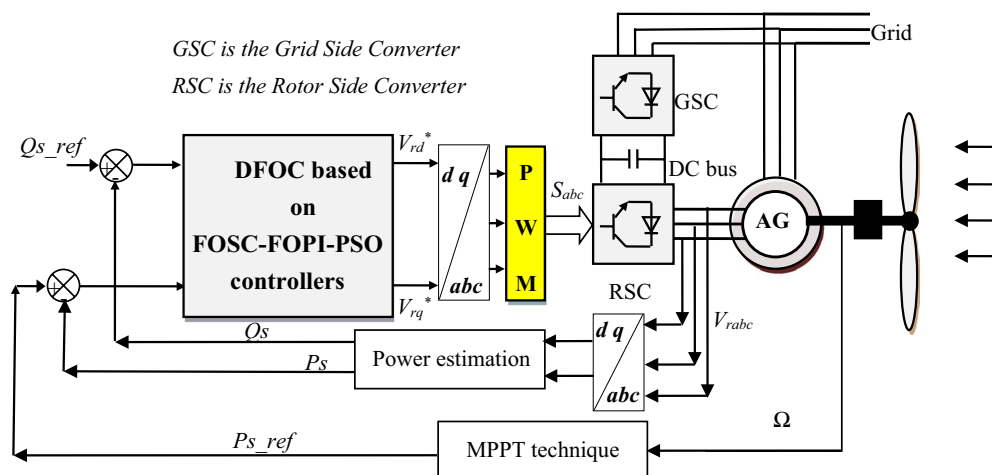 GSC is the Grid Side Converter
RSC is the Rotor Side Converter
Grid
GSC
DC bus
Qs_ref
+
-
DFOC based
on
FOSC-FOPI-PSO
controllers
Vrd*
Vrq*
d q
abc
P
W
M
Sabc
AG
RSC
Vrabc
+
-
Qs
Ps
Power estimation
d q
abc
Ω
Ps_ref
MPPT technique